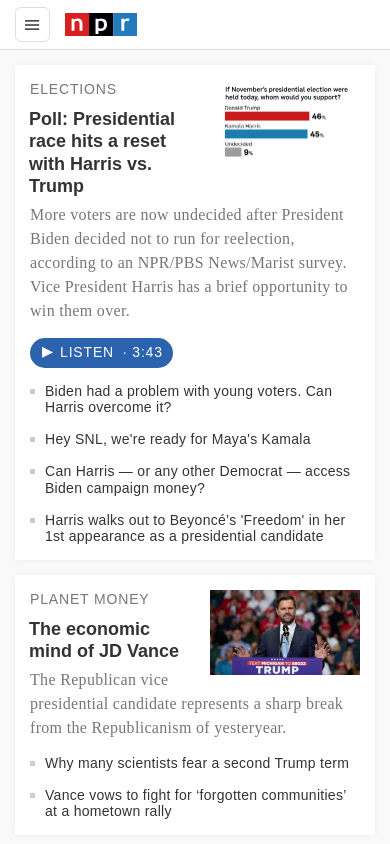 npr
ELECTIONS
Poll: Presidential
race hits a reset
with Harris vs.
Trump
If November's presidential election were
held today, whom would you support?
Donald Trump
46%
Kamala Harris
45%
Undecided
9%
More voters are now undecided after President
Biden decided not to run for reelection,
according to an NPR/PBS News/Marist survey.
Vice President Harris has a brief opportunity to
win them over.
LISTEN · 3:43
Biden had a problem with young voters. Can
Harris overcome it?
Hey SNL, we're ready for Maya's Kamala
Can Harris — or any other Democrat — access
Biden campaign money?
Harris walks out to Beyoncé's 'Freedom' in her
1st appearance as a presidential candidate
PLANET MONEY
The economic
mind of JD Vance
TEXT MICHIGAN TO 88022
TRUMP
The Republican vice
presidential candidate represents a sharp break
from the Republicanism of yesteryear.
Why many scientists fear a second Trump term
Vance vows to fight for ‘forgotten communities’
at a hometown rally